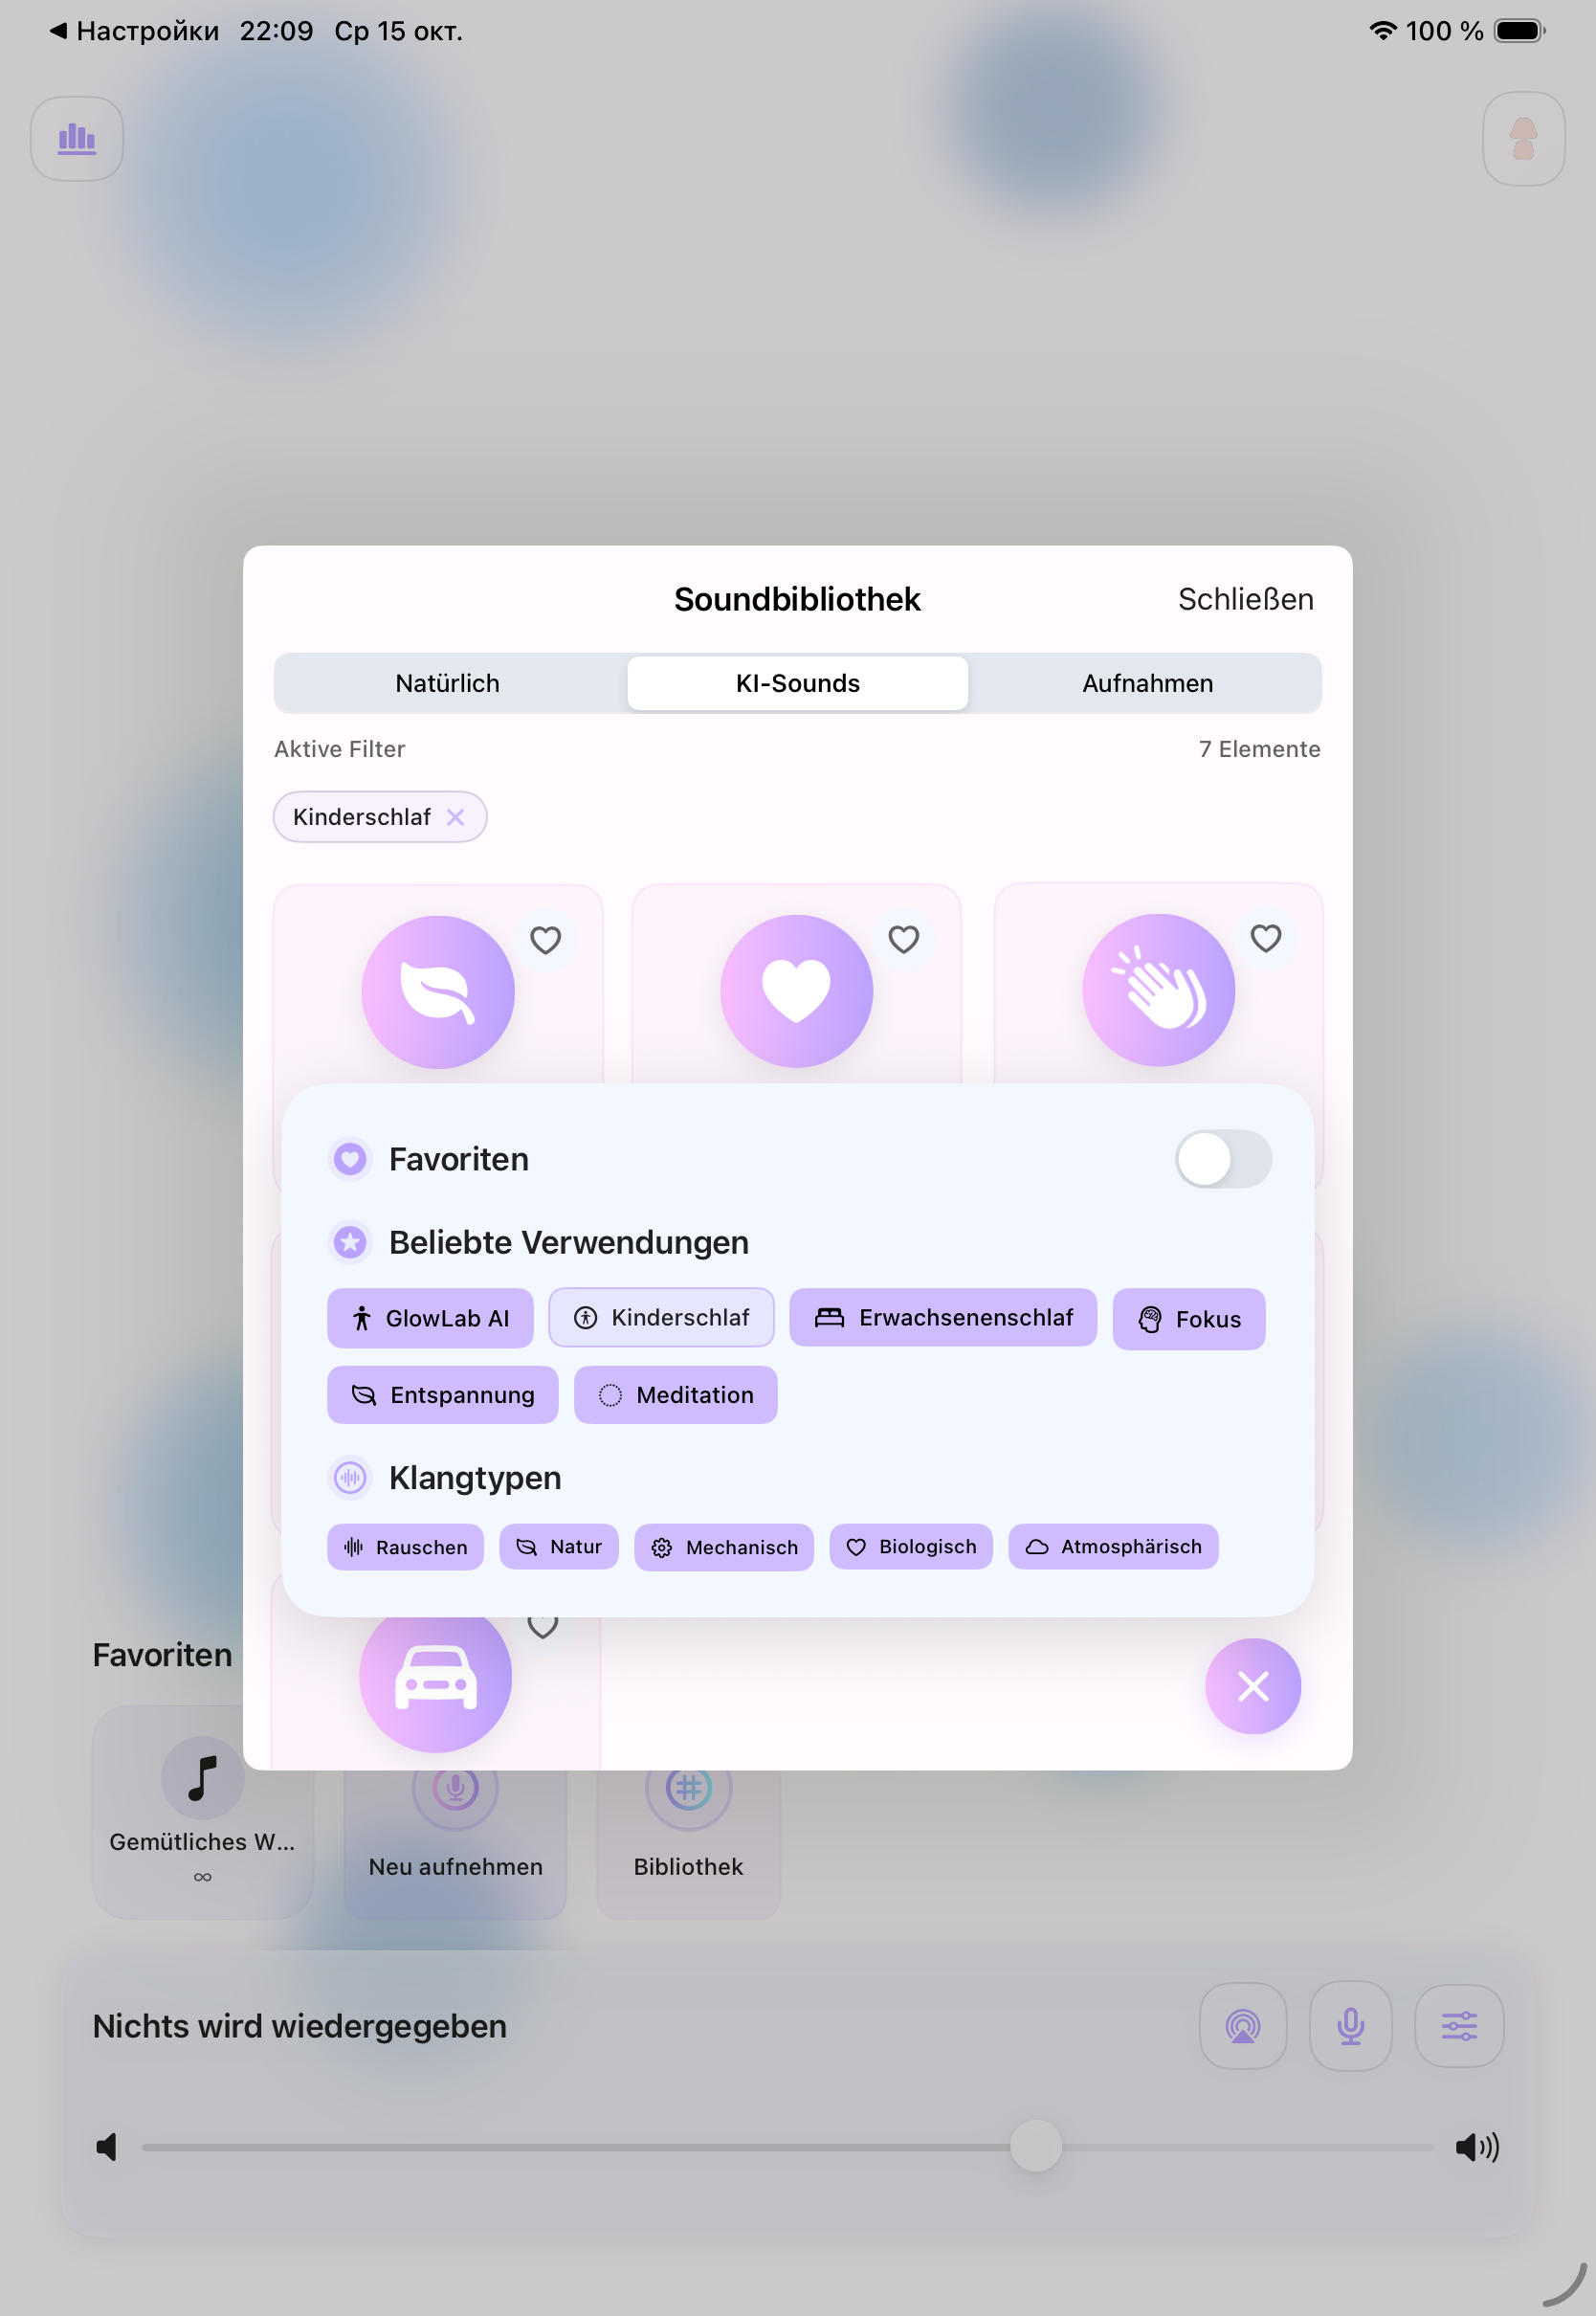 Настройки 22:09 Ср 15 окт. 100 %
Soundbibliothek Schließen
Natürlich KI-Sounds Aufnahmen
Aktive Filter 7 Elemente
Kinderschlaf
Favoriten
Beliebte Verwendungen
GlowLab AI Kinderschlaf Erwachsenenschlaf Fokus
Entspannung Meditation
Klangtypen
Rauschen Natur Mechanisch Biologisch Atmosphärisch
Favoriten
Gemütliches W...
∞
Neu aufnehmen
Bibliothek
Nichts wird wiedergegeben